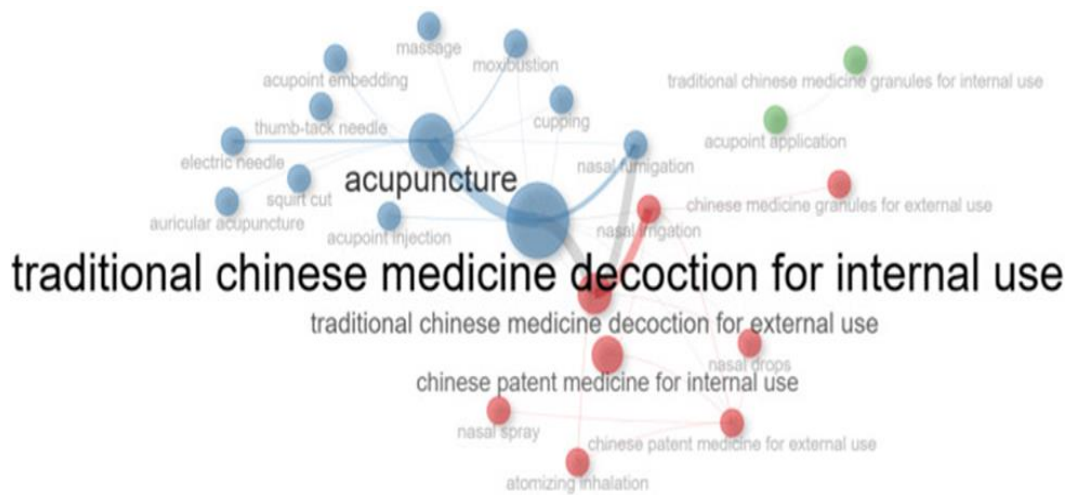 massage
moxibustion
acupoint embedding
traditional chinese medicine granules for internal use
cupping
thumb-tack needle
acupoint application
electric needle
nasal fumigation
acupuncture
squirt cut
chinese medicine granules for external use
auricular acupuncture
nasal irrigation
acupoint injection
traditional chinese medicine decoction for internal use
traditional chinese medicine decoction for external use
nasal drops
chinese patent medicine for internal use
nasal spray
chinese patent medicine for external use
atomizing inhalation